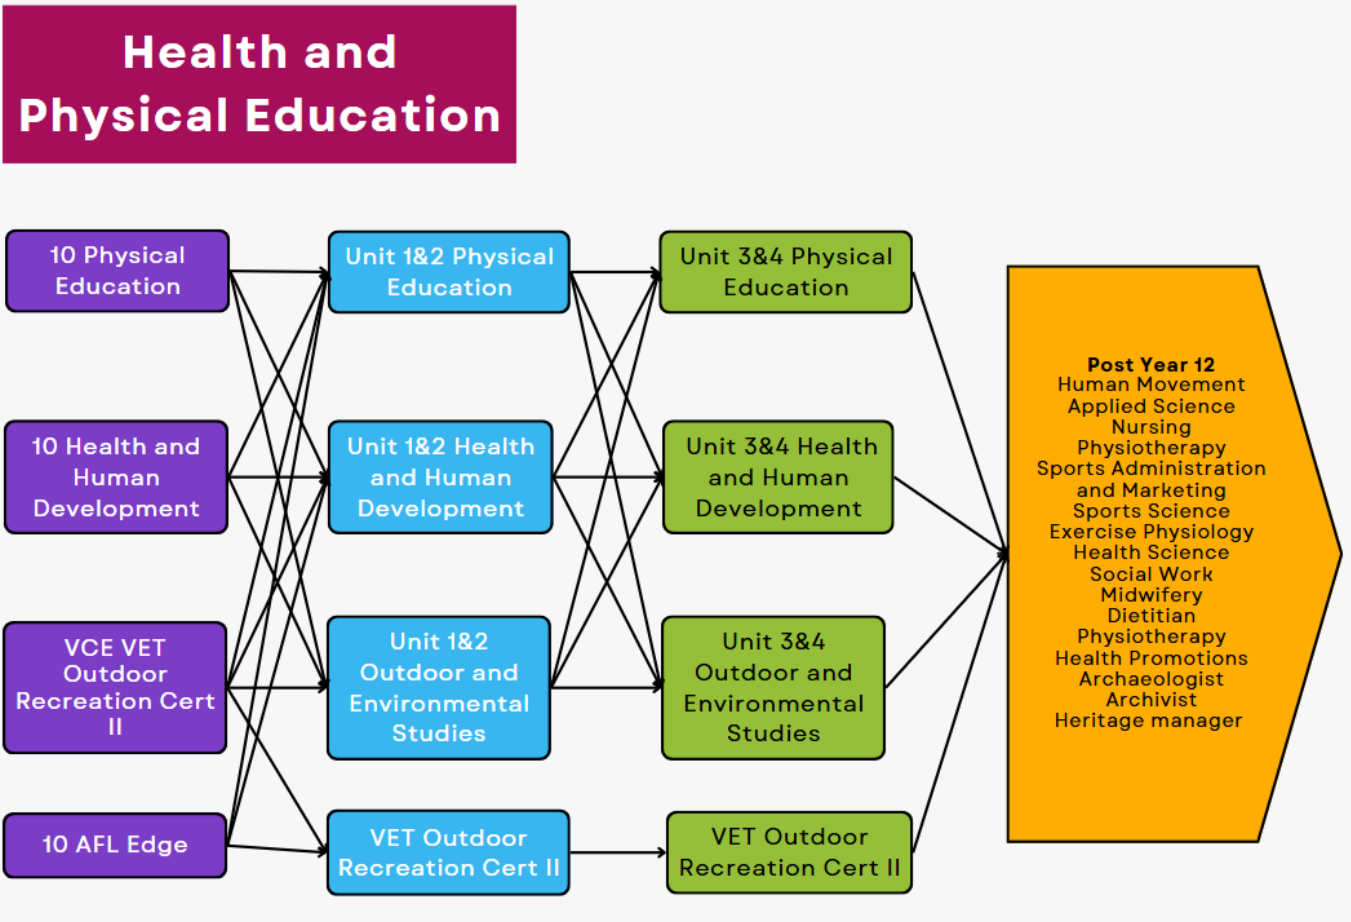 Health and
Physical Education
10 Physical
Education
Unit 1&2 Physical
Education
Unit 3&4 Physical
Education
10 Health and
Human
Development
Unit 1&2 Health
and Human
Development
Unit 3&4 Health
and Human
Development
VCE VET
Outdoor
Recreation Cert
II
Unit 1&2
Outdoor and
Environmental
Studies
Unit 3&4
Outdoor and
Environmental
Studies
10 AFL Edge
VET Outdoor
Recreation Cert II
VET Outdoor
Recreation Cert II
Post Year 12
Human Movement
Applied Science
Nursing
Physiotherapy
Sports Administration
and Marketing
Sports Science
Exercise Physiology
Health Science
Social Work
Midwifery
Dietitian
Physiotherapy
Health Promotions
Archaeologist
Archivist
Heritage manager